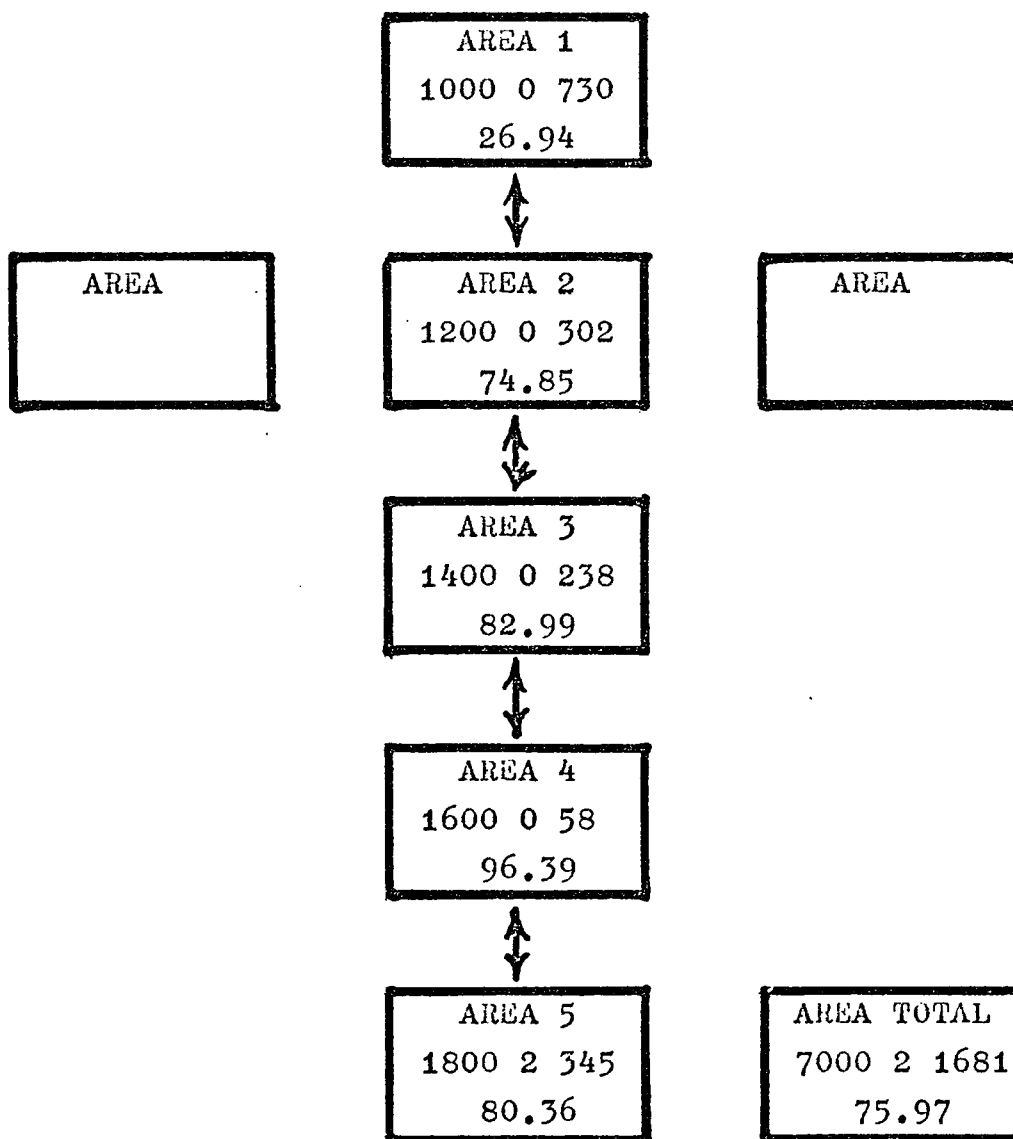 AREA 1
1000 0 730
26.94
AREA
AREA 2
1200 0 302
74.85
AREA
AREA 3
1400 0 238
82.99
AREA 4
1600 0 58
96.39
AREA 5
1800 2 345
80.36
AREA TOTAL
7000 2 1681
75.97